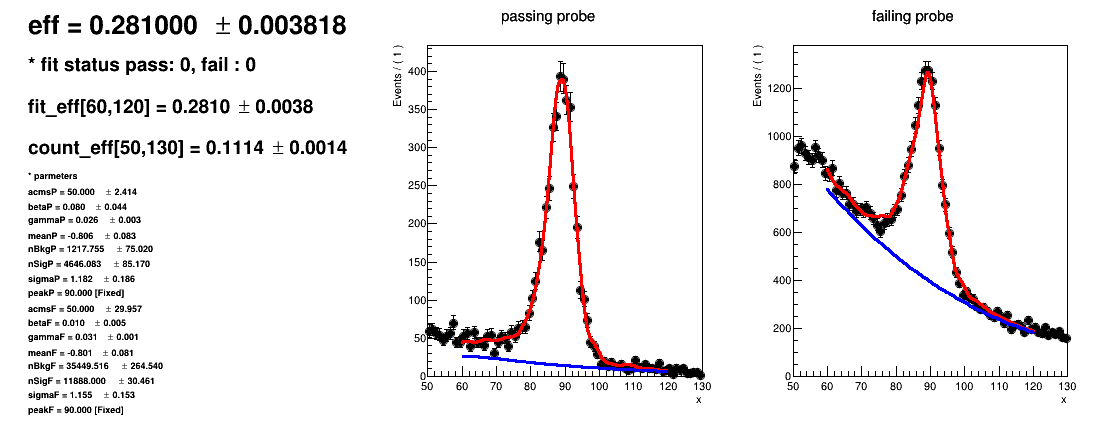 eff = 0.281000 ± 0.003818
* fit status pass: 0, fail : 0
fit_eff[60,120] = 0.2810 ± 0.0038
count_eff[50,130] = 0.1114 ± 0.0014
* parmeters
acmsP = 50.000 ± 2.414
betaP = 0.080 ± 0.044
gammaP = 0.026 ± 0.003
meanP = -0.806 ± 0.083
nBkgP = 1217.755 ± 75.020
nSigP = 4646.083 ± 85.170
sigmaP = 1.182 ± 0.186
peakP = 90.000 [Fixed]
acmsF = 50.000 ± 29.957
betaF = 0.010 ± 0.005
gammaF = 0.031 ± 0.001
meanF = -0.801 ± 0.081
nBkgF = 35449.516 ± 264.540
nSigF = 11888.000 ± 30.461
sigmaF = 1.155 ± 0.153
peakF = 90.000 [Fixed]
passing probe
Events / ( 1 )
400
350
300
250
200
150
100
50
0
50 60 70 80 90 100 110 120 130
x
failing probe
Events / ( 1 )
1200
1000
800
600
400
200
0
50 60 70 80 90 100 110 120 130
x